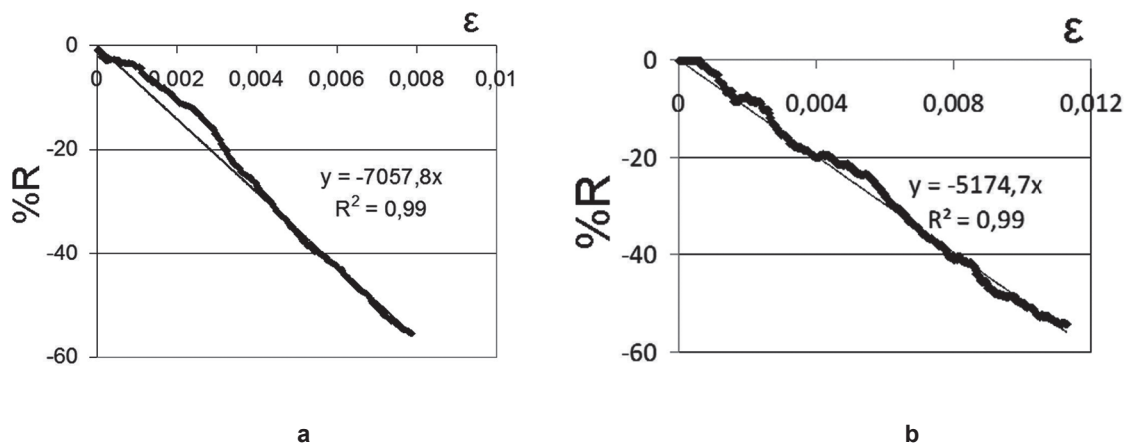 ε
0
0 0,002 0,004 0,006 0,008 0,01
-20
-40
-60
%R
y = -7057,8x
R² = 0,99
a
ε
0
0 0,004 0,008 0,012
-20
-40
-60
%R
y = -5174,7x
R² = 0,99
b